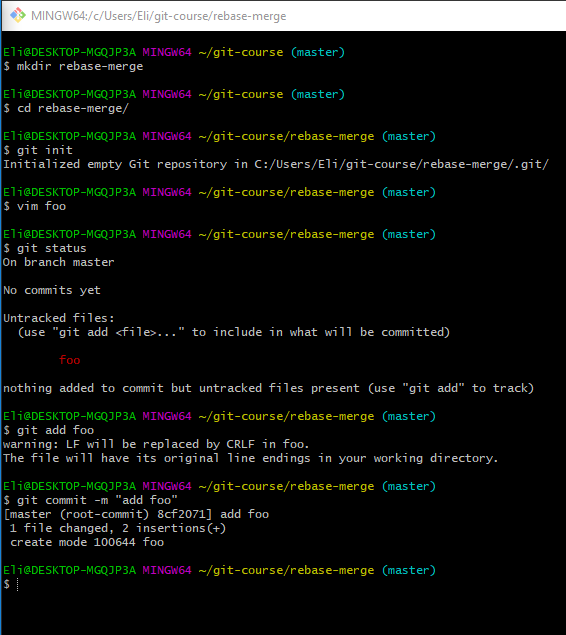 MINGW64:/c/Users/Eli/git-course/rebase-merge
Eli@DESKTOP-MGQJP3A MINGW64 ~/git-course (master)
$ mkdir rebase-merge
Eli@DESKTOP-MGQJP3A MINGW64 ~/git-course (master)
$ cd rebase-merge/
Eli@DESKTOP-MGQJP3A MINGW64 ~/git-course/rebase-merge (master)
$ git init
Initialized empty Git repository in C:/Users/Eli/git-course/rebase-merge/.git/
Eli@DESKTOP-MGQJP3A MINGW64 ~/git-course/rebase-merge (master)
$ vim foo
Eli@DESKTOP-MGQJP3A MINGW64 ~/git-course/rebase-merge (master)
$ git status
On branch master
No commits yet
Untracked files:
  (use "git add <file>..." to include in what will be committed)
        foo
nothing added to commit but untracked files present (use "git add" to track)
Eli@DESKTOP-MGQJP3A MINGW64 ~/git-course/rebase-merge (master)
$ git add foo
warning: LF will be replaced by CRLF in foo.
The file will have its original line endings in your working directory.
Eli@DESKTOP-MGQJP3A MINGW64 ~/git-course/rebase-merge (master)
$ git commit -m "add foo"
[master (root-commit) 8cf2071] add foo
 1 file changed, 2 insertions(+)
 create mode 100644 foo
Eli@DESKTOP-MGQJP3A MINGW64 ~/git-course/rebase-merge (master)
$